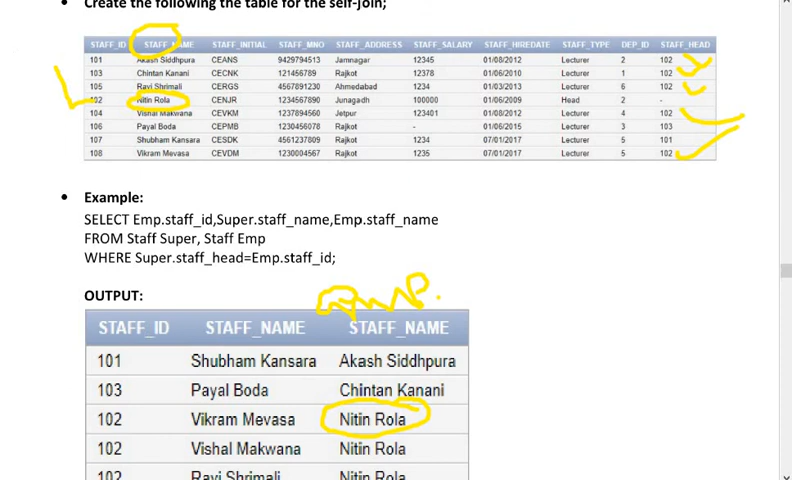 Create the following the table for the self-join;
STAFF_ID STAFF_NAME STAFF_INITIAL STAFF_MNO STAFF_ADDRESS STAFF_SALARY STAFF_HIREDATE STAFF_TYPE DEP_ID STAFF_HEAD
101 Akash Siddhpura CEANS 9429794513 Jamnagar 12345 01/08/2012 Lecturer 2 102
103 Chintan Kanani CECNK 121456789 Rajkot 12378 01/06/2010 Lecturer 1 102
105 Ravi Shrimali CERGS 4567891230 Ahmedabad 1234 01/03/2013 Lecturer 6 102
102 Nitin Rola CENJR 1234567890 Junagadh 100000 01/06/2009 Head 2 -
104 Vishal Makwana CEVKM 1237894560 Jetpur 123401 01/08/2012 Lecturer 4 102
106 Payal Boda CEPMB 1230456078 Rajkot - 01/06/2015 Lecturer 3 103
107 Shubham Kansara CESDK 4561237809 Rajkot 1234 07/01/2017 Lecturer 5 101
108 Vikram Mevasa CEVDM 1230004567 Rajkot 1235 07/01/2017 Lecturer 5 102
• Example:
SELECT Emp.staff_id,Super.staff_name,Emp.staff_name
FROM Staff Super, Staff Emp
WHERE Super.staff_head=Emp.staff_id;
OUTPUT:
STAFF_ID STAFF_NAME STAFF_NAME
101 Shubham Kansara Akash Siddhpura
103 Payal Boda Chintan Kanani
102 Vikram Mevasa Nitin Rola
102 Vishal Makwana Nitin Rola
102 Ravi Shrimali Nitin Rola